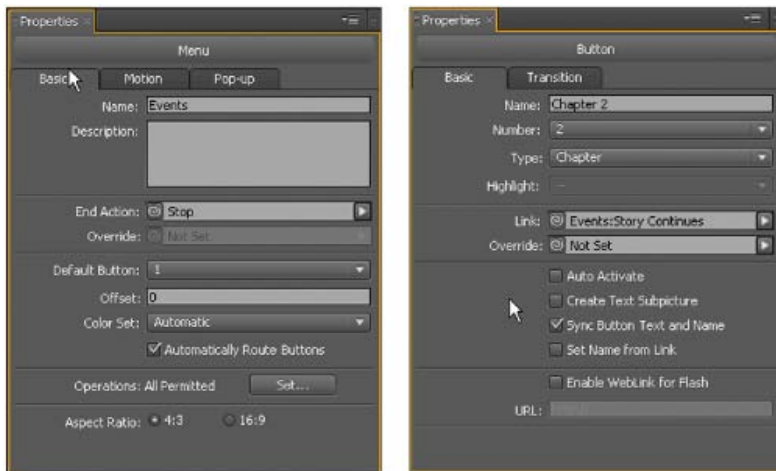 Properties ×
Menu
Basic Motion Pop-up
Name: Events
Description:
End Action: Stop
Override: Not Set
Default Button: 1
Offset: 0
Color Set: Automatic
Automatically Route Buttons
Operations: All Permitted Set...
Aspect Ratio: 4:3 16:9
Properties ×
Button
Basic Transition
Name: Chapter 2
Number: 2
Type: Chapter
Highlight: -
Link: Events:Story Continues
Override: Not Set
Auto Activate
Create Text Subpicture
Sync Button Text and Name
Set Name from Link
Enable WebLink for Flash
URL: